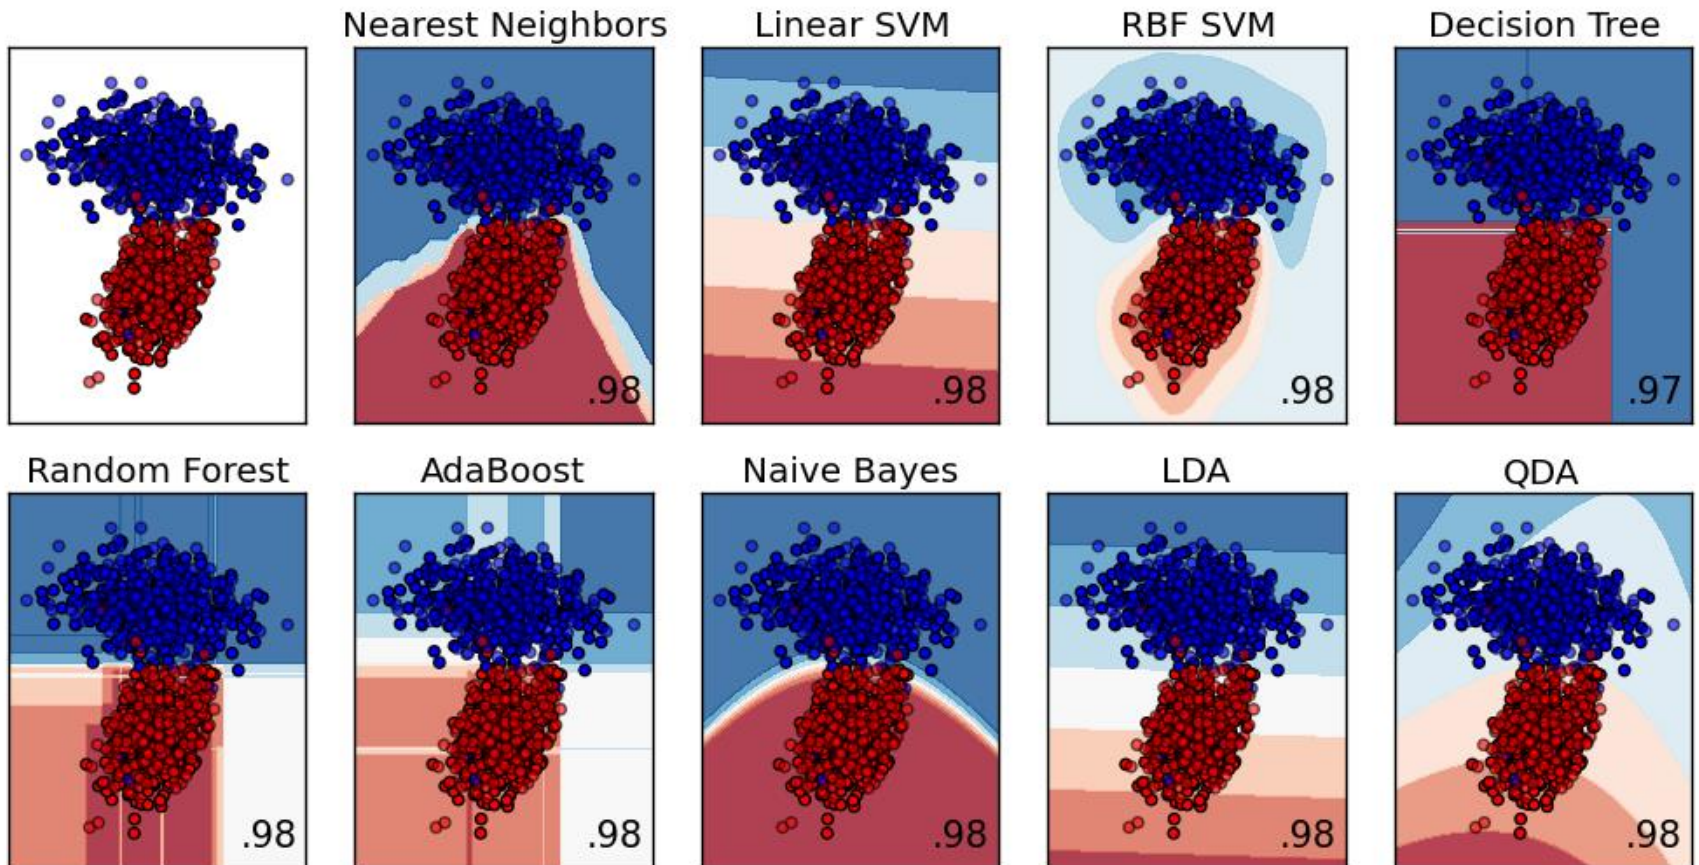 Nearest Neighbors
Linear SVM
RBF SVM
Decision Tree
.98
.98
.98
.97
Random Forest
AdaBoost
Naive Bayes
LDA
QDA
.98
.98
.98
.98
.98